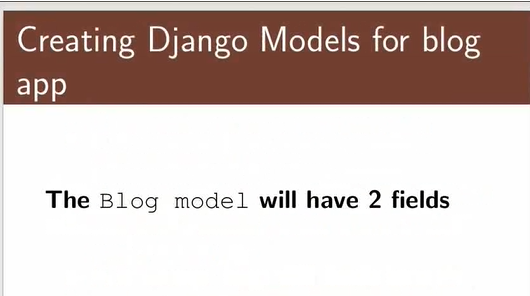 Creating Django Models for blog
app
The Blog model will have 2 fields